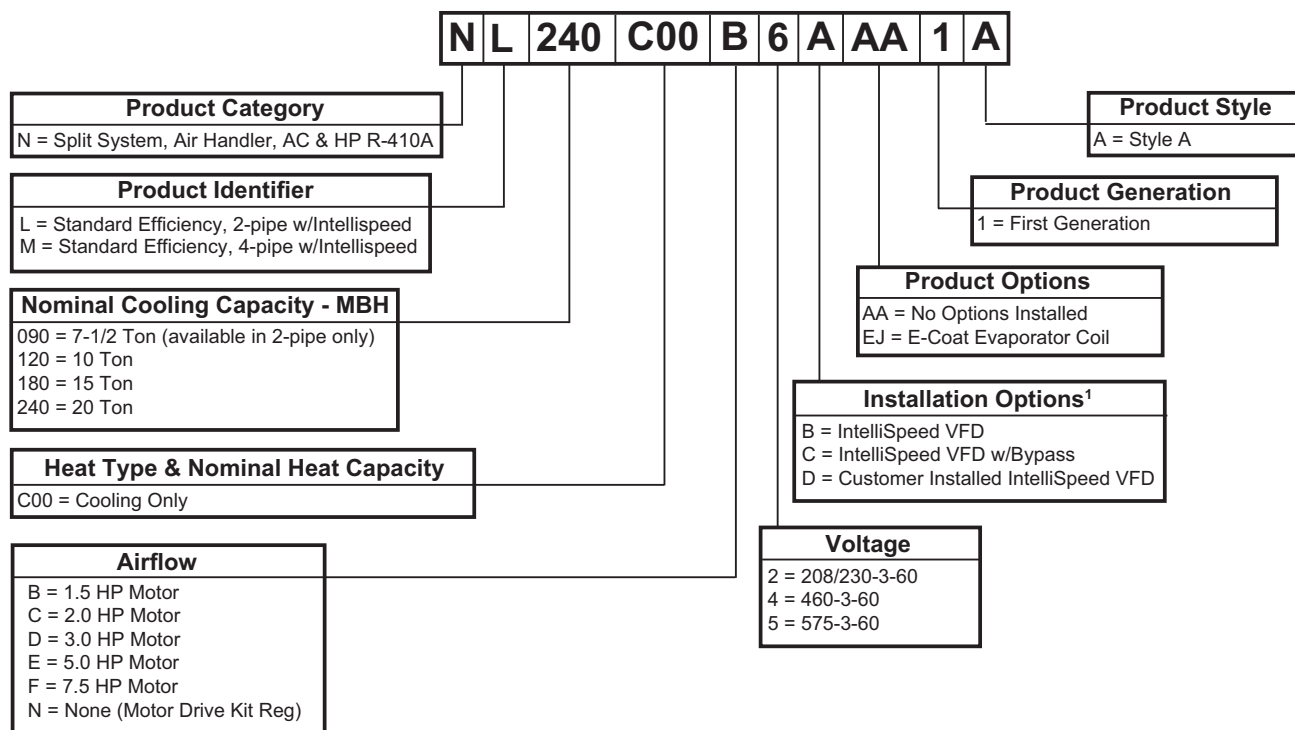 N L 240 C00 B 6 A AA 1 A
Product Category
N = Split System, Air Handler, AC & HP R-410A
Product Identifier
L = Standard Efficiency, 2-pipe w/Intellispeed
M = Standard Efficiency, 4-pipe w/Intellispeed
Nominal Cooling Capacity - MBH
090 = 7-1/2 Ton (available in 2-pipe only)
120 = 10 Ton
180 = 15 Ton
240 = 20 Ton
Heat Type & Nominal Heat Capacity
C00 = Cooling Only
Airflow
B = 1.5 HP Motor
C = 2.0 HP Motor
D = 3.0 HP Motor
E = 5.0 HP Motor
F = 7.5 HP Motor
N = None (Motor Drive Kit Reg)
Product Style
A = Style A
Product Generation
1 = First Generation
Product Options
AA = No Options Installed
EJ = E-Coat Evaporator Coil
Installation Options¹
B = IntelliSpeed VFD
C = IntelliSpeed VFD w/Bypass
D = Customer Installed IntelliSpeed VFD
Voltage
2 = 208/230-3-60
4 = 460-3-60
5 = 575-3-60